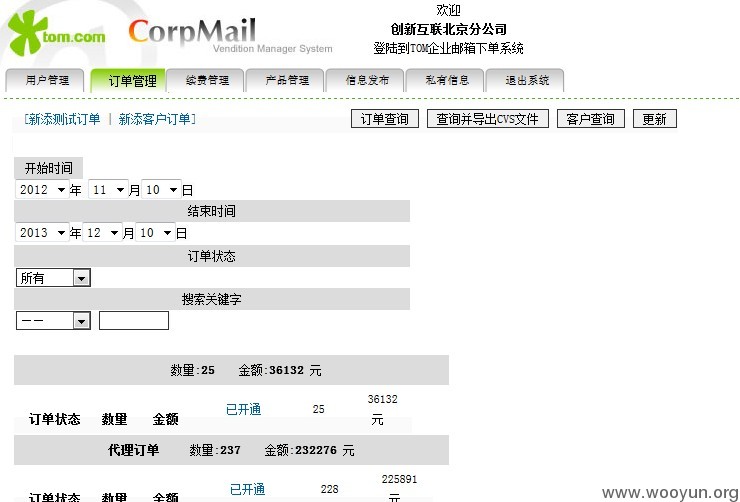 tom.com
CorpMail
Vendition Manager System
欢迎
创新互联北京分公司
登陆到TOM企业邮箱下单系统
用户管理 订单管理 续费管理 产品管理 信息发布 私有信息 退出系统
[新添测试订单 | 新添客户订单]
订单查询 查询并导出CVS文件 客户查询 更新
开始时间
2012 年 11 月 10 日
结束时间
2013 年 12 月 10 日
订单状态
所有
搜索关键字
--
数量:25 金额:36132 元
订单状态 数量 金额 已开通 25 36132 元
代理订单 数量:237 金额:232276 元
订单状态 数量 金额 已开通 228 225891 元
www.wooyun.org